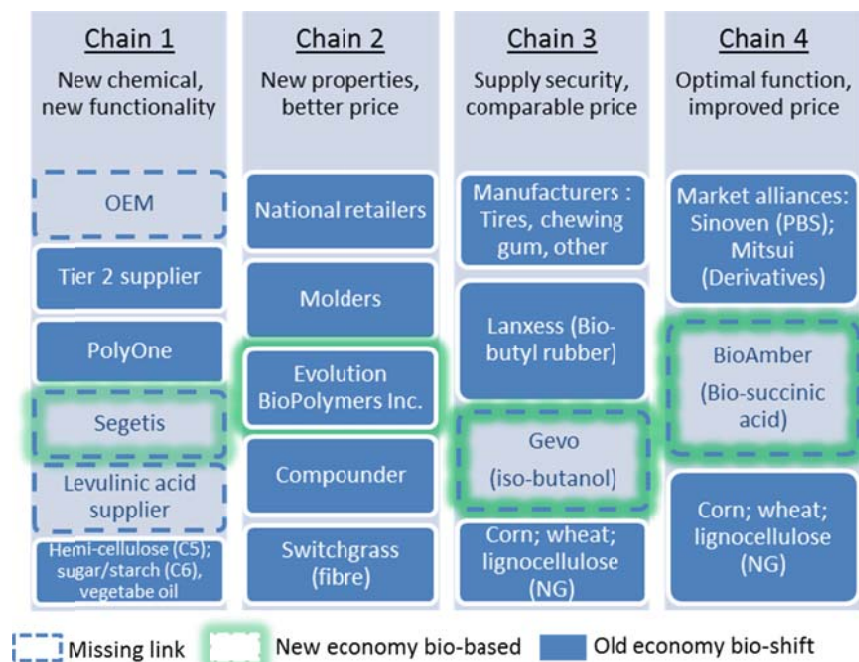 Chain 1
New chemical,
new functionality
OEM
Tier 2 supplier
PolyOne
Segetis
Levulinic acid
supplier
Hemi-cellulose (C5);
sugar/starch (C6),
vegetabe oil
Chain 2
New properties,
better price
National retailers
Molders
Evolution
BioPolymers Inc.
Compounder
Switchgrass
(fibre)
Chain 3
Supply security,
comparable price
Manufacturers :
Tires, chewing
gum, other
Lanxess (Bio-
butyl rubber)
Gevo
(iso-butanol)
Corn; wheat;
lignocellulose
(NG)
Chain 4
Optimal function,
improved price
Market alliances:
Sinoven (PBS);
Mitsui
(Derivatives)
BioAmber
(Bio-succinic
acid)
Corn; wheat;
lignocellulose
(NG)
Missing link
New economy bio-based
Old economy bio-shift